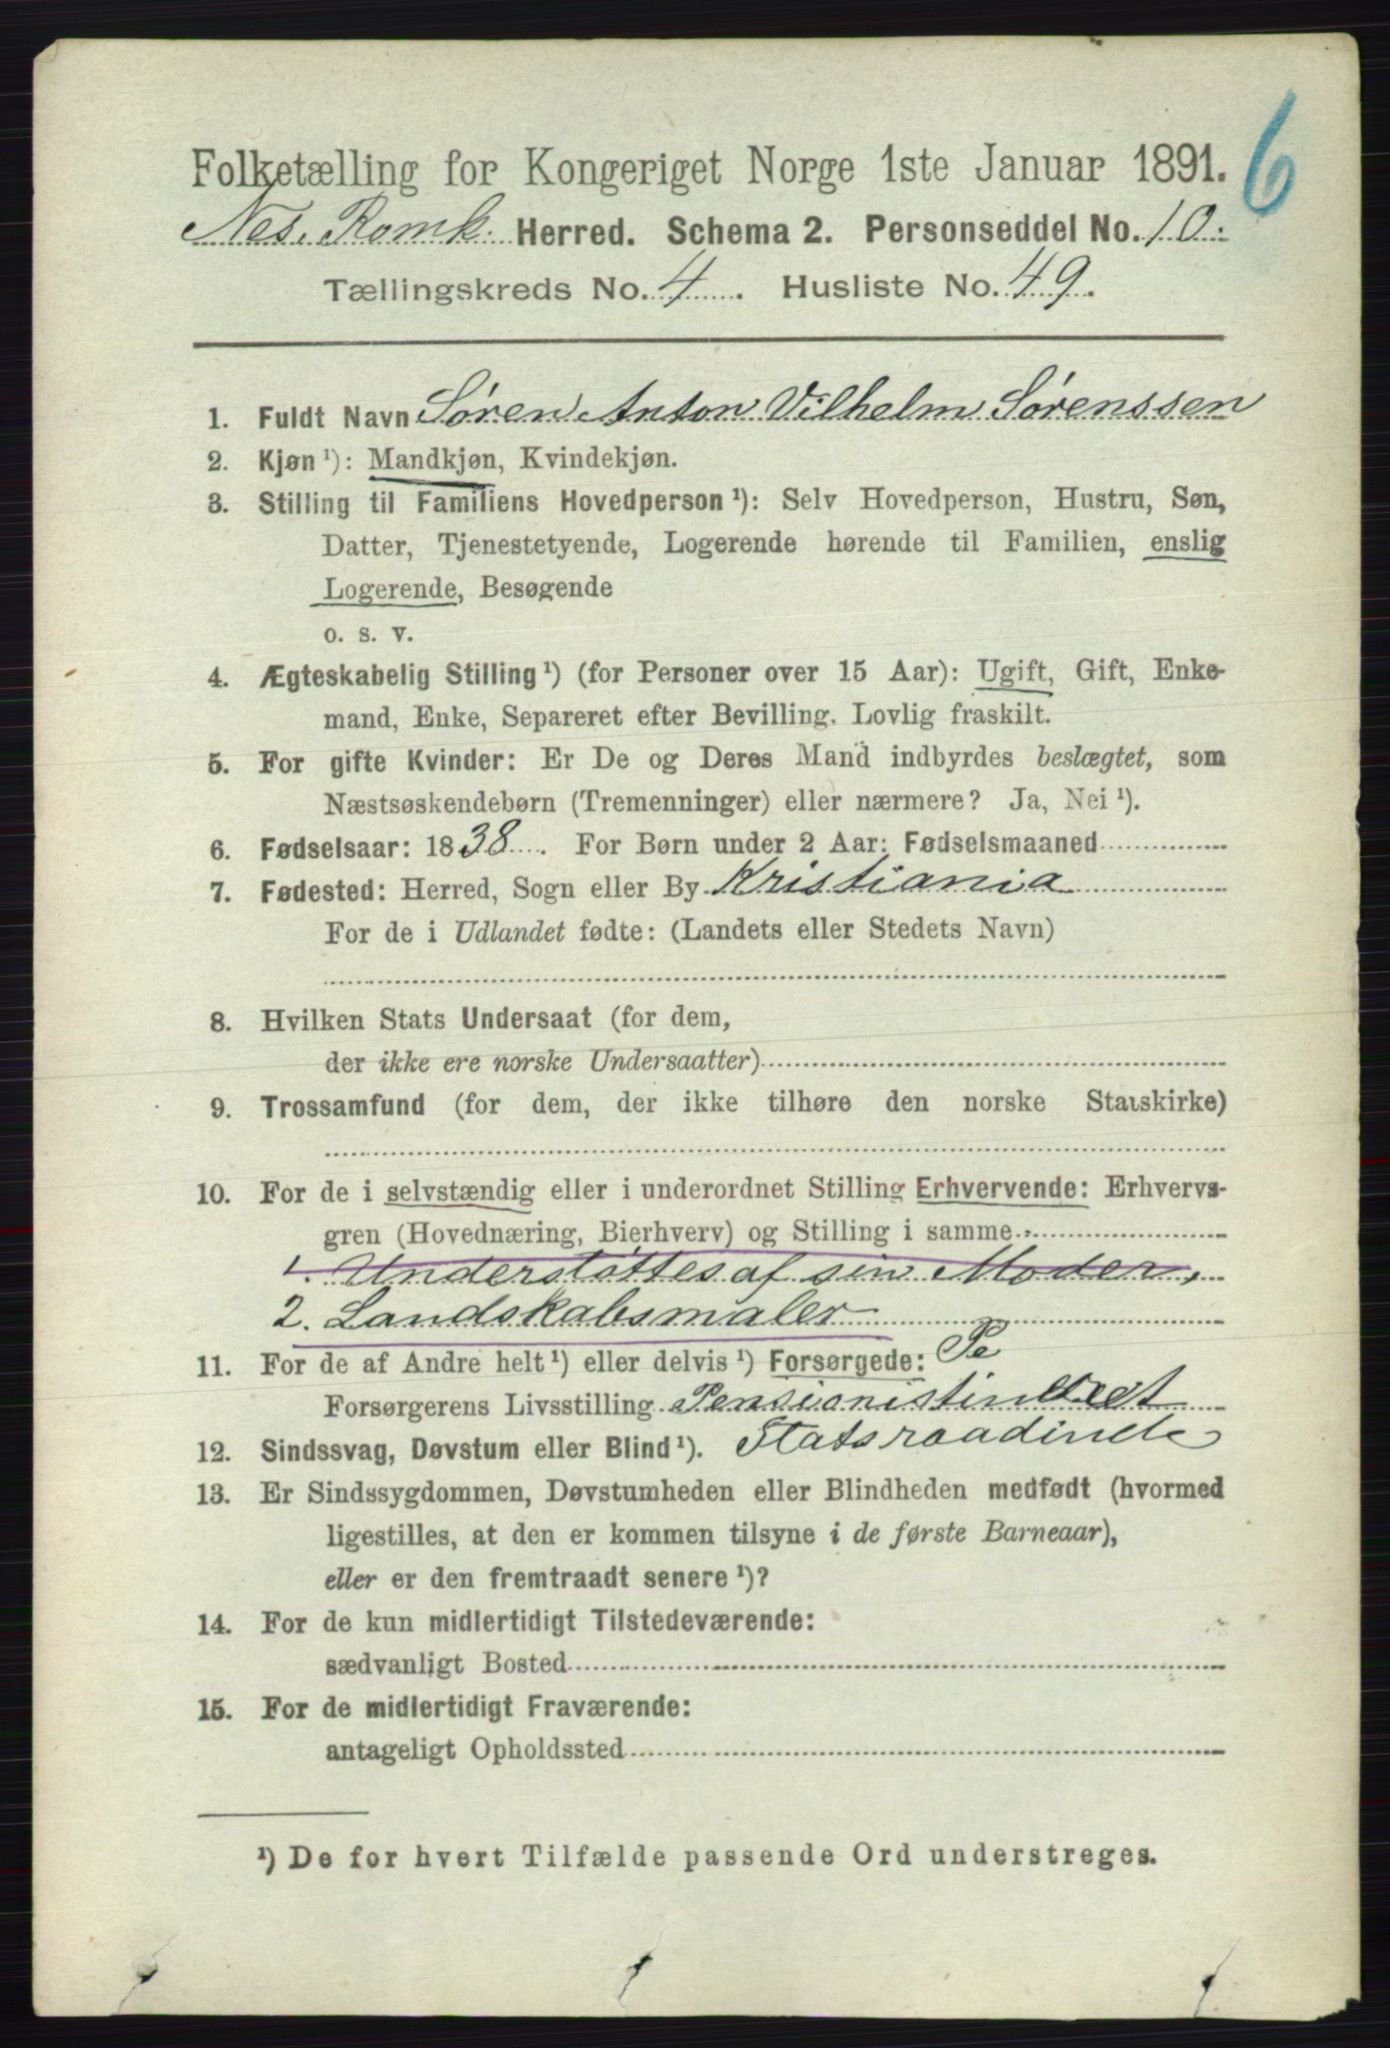 6
Folketælling for Kongeriget Norge 1ste Januar 1891.
Nes. Romk. Herred. Schema 2. Personseddel No. 10.
Tællingskreds No. 4. Husliste No. 49.
1. Fuldt Navn Søren Anton Vilhelm Sørenssen
2. Kjøn ¹): Mandkjøn, Kvindekjøn.
3. Stilling til Familiens Hovedperson ¹): Selv Hovedperson, Hustru, Søn,
Datter, Tjenestetyende, Logerende hørende til Familien, enslig
Logerende, Besøgende
o. s. v.
4. Ægteskabelig Stilling ¹) (for Personer over 15 Aar): Ugift, Gift, Enke-
mand, Enke, Separeret efter Bevilling. Lovlig fraskilt.
5. For gifte Kvinder: Er De og Deres Mand indbyrdes beslægtet, som
Næstsøskendebørn (Tremenninger) eller nærmere? Ja, Nei ¹).
6. Fødselsaar: 1838. For Børn under 2 Aar: Fødselsmaaned
7. Fødested: Herred, Sogn eller By Kristiania
For de i Udlandet fødte: (Landets eller Stedets Navn)
8. Hvilken Stats Undersaat (for dem,
der ikke ere norske Undersaatter)
9. Trossamfund (for dem, der ikke tilhøre den norske Statskirke)
10. For de i selvstændig eller i underordnet Stilling Erhvervende: Erhvervs-
gren (Hovednæring, Bierhverv) og Stilling i samme
1. Understøttes af sin Moder,
2. Landskabsmaler
11. For de af Andre helt ¹) eller delvis ¹) Forsørgede: Pe
Forsørgerens Livsstilling Pensionistin
12. Sindssvag, Døvstum eller Blind ¹). Statsraadinde
13. Er Sindssygdommen, Døvstumheden eller Blindheden medfødt (hvormed
ligestilles, at den er kommen tilsyne i de første Barneaar),
eller er den fremtraadt senere ¹)?
14. For de kun midlertidigt Tilstedeværende:
sædvanligt Bosted
15. For de midlertidigt Fraværende:
antageligt Opholdssted
¹) De for hvert Tilfælde passende Ord understreges.